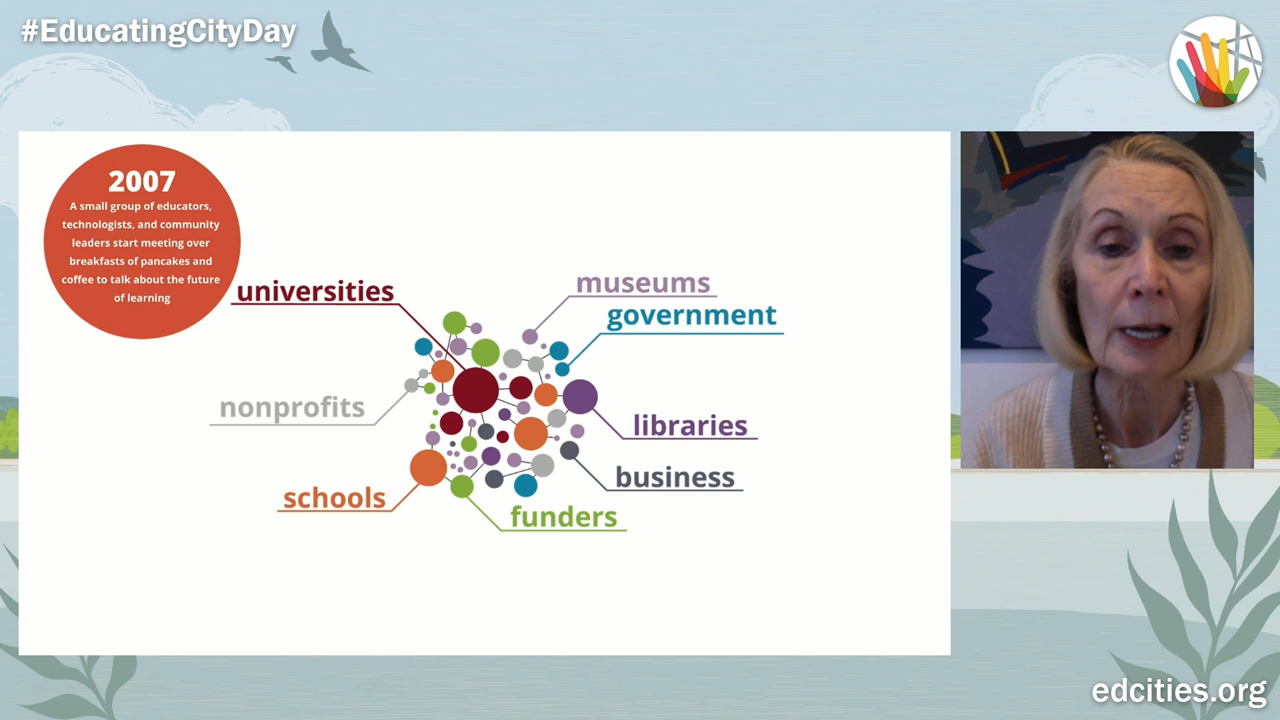 #EducatingCityDay
2007
A small group of educators,
technologists, and community
leaders start meeting over
breakfasts of pancakes and
coffee to talk about the future
of learning
universities
museums
government
nonprofits
libraries
business
schools
funders
edcities.org